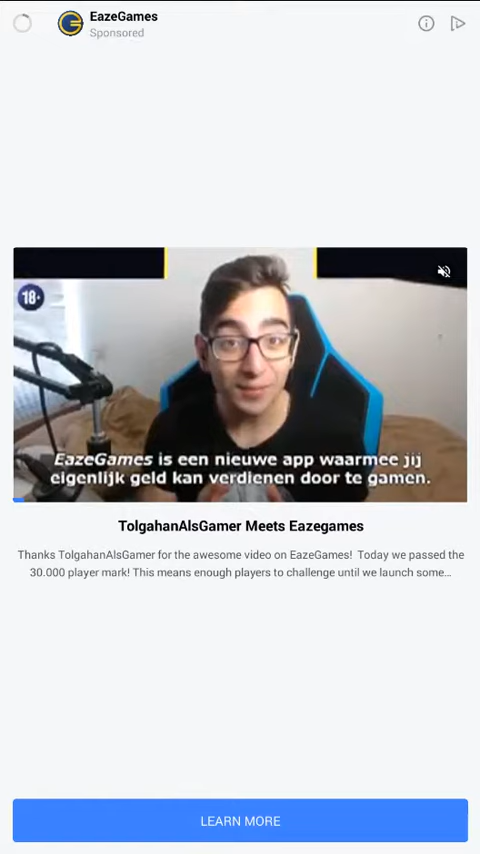 EazeGames
Sponsored
18+
EazeGames is een nieuwe app waarmee jij
eigenlijk geld kan verdienen door te gamen.
TolgahanAlsGamer Meets Eazegames
Thanks TolgahanAlsGamer for the awesome video on EazeGames!  Today we passed the
30.000 player mark! This means enough players to challenge until we launch some…
LEARN MORE